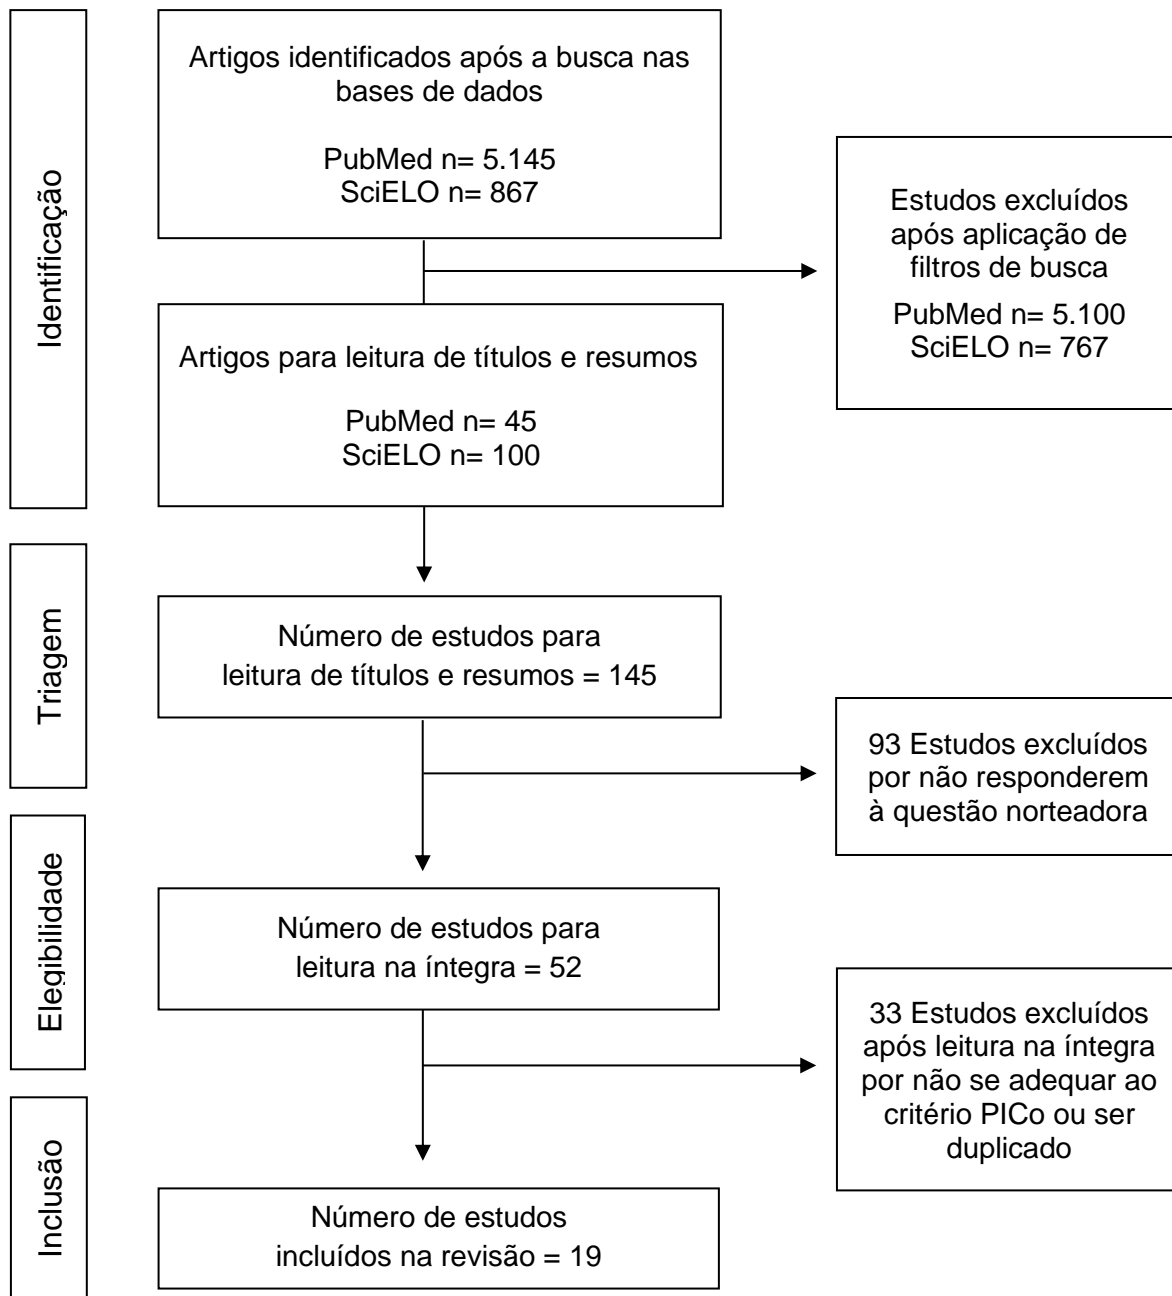 Identificação
Artigos identificados após a busca nas
bases de dados
PubMed n= 5.145
SciELO n= 867
Estudos excluídos
após aplicação de
filtros de busca
PubMed n= 5.100
SciELO n= 767
Artigos para leitura de títulos e resumos
PubMed n= 45
SciELO n= 100
Triagem
Número de estudos para
leitura de títulos e resumos = 145
93 Estudos excluídos
por não responderem
à questão norteadora
Elegibilidade
Número de estudos para
leitura na íntegra = 52
33 Estudos excluídos
após leitura na íntegra
por não se adequar ao
critério PICo ou ser
duplicado
Inclusão
Número de estudos
incluídos na revisão = 19